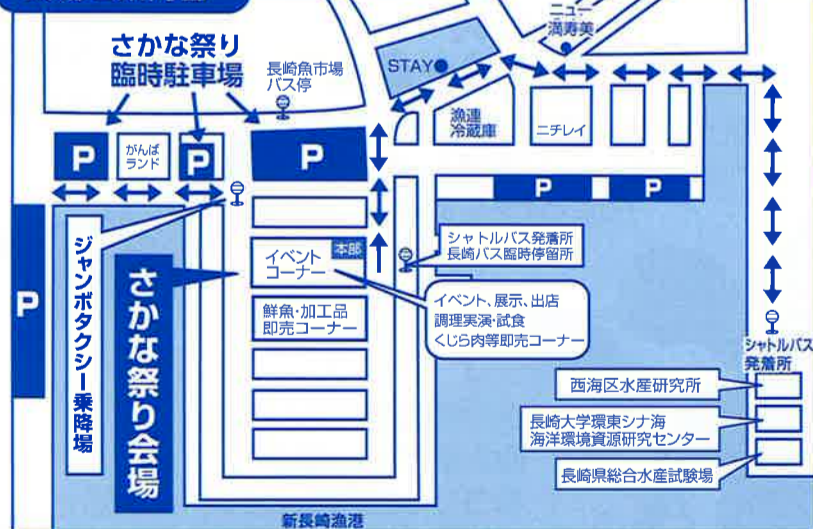 ニュー
満寿美
さかな祭り
臨時駐車場
長崎魚市場
バス停
STAY
漁連
冷蔵庫
ニチレイ
P
がんば
ランド
P
P
P
P
P
シャトルバス発着所
長崎バス臨時停留所
イベント
コーナー
本部
イベント、展示、出店
調理実演・試食
くじら肉等即売コーナー
鮮魚・加工品
即売コーナー
ジャンボタクシー乗降場
さかな祭り会場
シャトルバス
発着所
西海区水産研究所
長崎大学環東シナ海
海洋環境資源研究センター
長崎県総合水産試験場
新長崎漁港